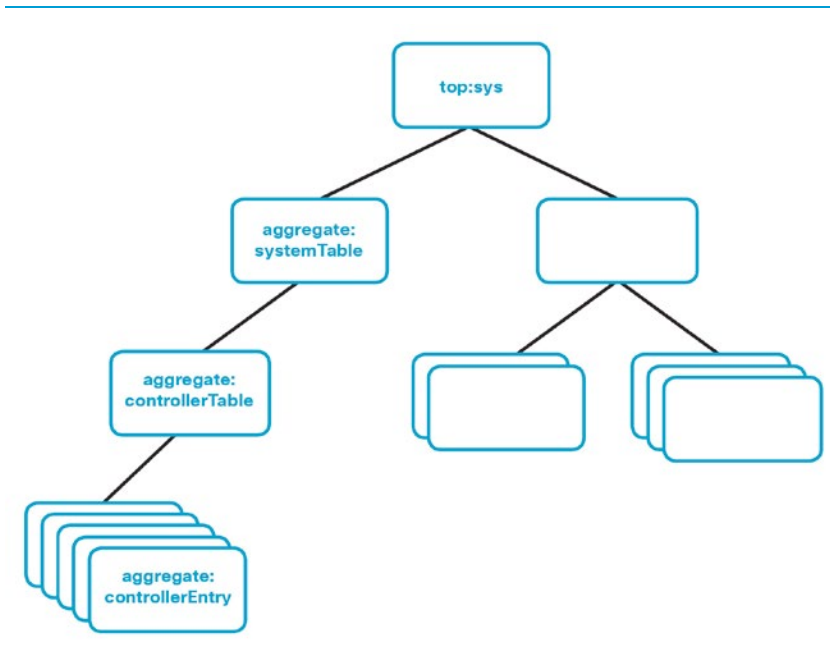 top:sys
aggregate:
systemTable
aggregate:
controllerTable
aggregate:
controllerEntry